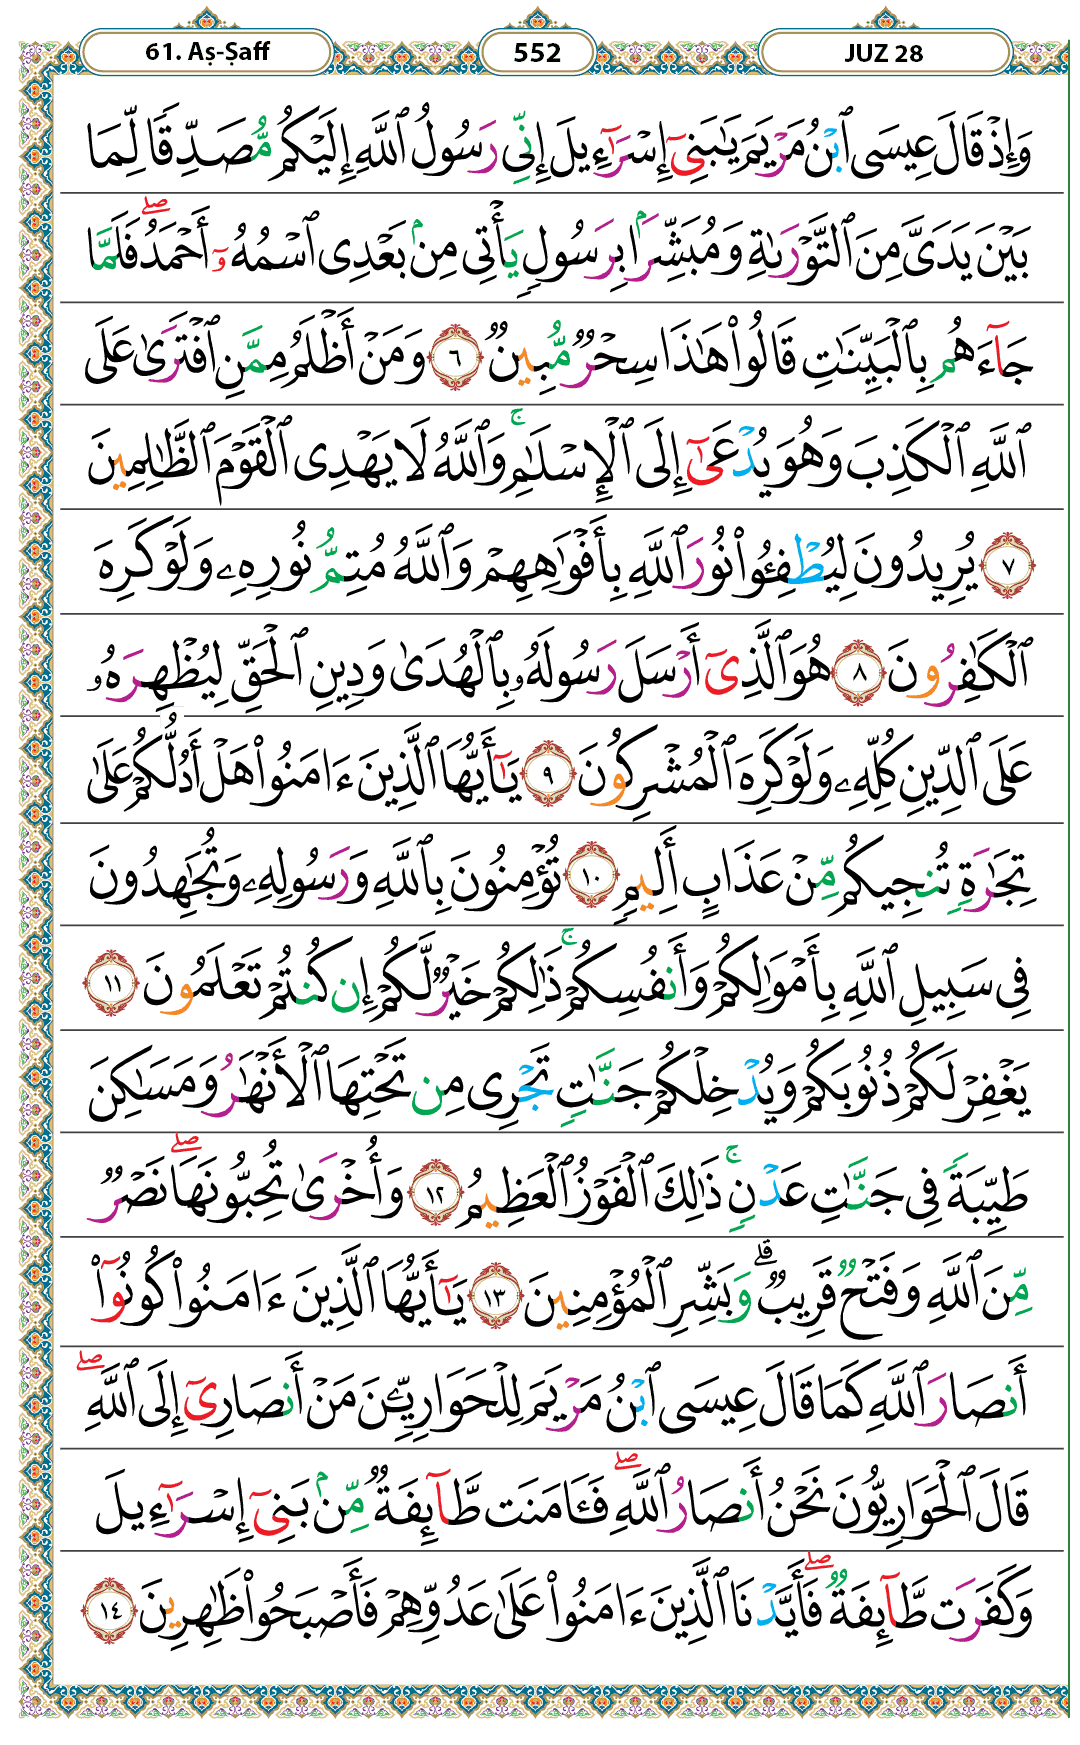 61. Aṣ-Ṣaff 552 JUZ 28
وَإِذْ قَالَ عِيسَى ٱبْنُ مَرْيَمَ يَٰبَنِىٓ إِسْرَٰٓءِيلَ إِنِّى رَسُولُ ٱللَّهِ إِلَيْكُم مُّصَدِّقًا لِّمَا
بَيْنَ يَدَىَّ مِنَ ٱلتَّوْرَىٰةِ وَمُبَشِّرًۢا بِرَسُولٍ يَأْتِى مِنۢ بَعْدِى ٱسْمُهُۥٓ أَحْمَدُ ۖ فَلَمَّا
جَآءَهُم بِٱلْبَيِّنَٰتِ قَالُوا۟ هَٰذَا سِحْرٌ مُّبِينٌ ٦ وَمَنْ أَظْلَمُ مِمَّنِ ٱفْتَرَىٰ عَلَى
ٱللَّهِ ٱلْكَذِبَ وَهُوَ يُدْعَىٰٓ إِلَى ٱلْإِسْلَٰمِ ۚ وَٱللَّهُ لَا يَهْدِى ٱلْقَوْمَ ٱلظَّٰلِمِينَ
٧ يُرِيدُونَ لِيُطْفِـُٔوا۟ نُورَ ٱللَّهِ بِأَفْوَٰهِهِمْ وَٱللَّهُ مُتِمُّ نُورِهِۦ وَلَوْ كَرِهَ
ٱلْكَٰفِرُونَ ٨ هُوَ ٱلَّذِىٓ أَرْسَلَ رَسُولَهُۥ بِٱلْهُدَىٰ وَدِينِ ٱلْحَقِّ لِيُظْهِرَهُۥ
عَلَى ٱلدِّينِ كُلِّهِۦ وَلَوْ كَرِهَ ٱلْمُشْرِكُونَ ٩ يَٰٓأَيُّهَا ٱلَّذِينَ ءَامَنُوا۟ هَلْ أَدُلُّكُمْ عَلَىٰ
تِجَٰرَةٍ تُنجِيكُم مِّنْ عَذَابٍ أَلِيمٍ ١٠ تُؤْمِنُونَ بِٱللَّهِ وَرَسُولِهِۦ وَتُجَٰهِدُونَ
فِى سَبِيلِ ٱللَّهِ بِأَمْوَٰلِكُمْ وَأَنفُسِكُمْ ۚ ذَٰلِكُمْ خَيْرٌ لَّكُمْ إِن كُنتُمْ تَعْلَمُونَ ١١
يَغْفِرْ لَكُمْ ذُنُوبَكُمْ وَيُدْخِلْكُمْ جَنَّٰتٍ تَجْرِى مِن تَحْتِهَا ٱلْأَنْهَٰرُ وَمَسَٰكِنَ
طَيِّبَةً فِى جَنَّٰتِ عَدْنٍ ۚ ذَٰلِكَ ٱلْفَوْزُ ٱلْعَظِيمُ ١٢ وَأُخْرَىٰ تُحِبُّونَهَا ۖ نَصْرٌ
مِّنَ ٱللَّهِ وَفَتْحٌ قَرِيبٌ ۗ وَبَشِّرِ ٱلْمُؤْمِنِينَ ١٣ يَٰٓأَيُّهَا ٱلَّذِينَ ءَامَنُوا۟ كُونُوٓا۟
أَنصَارَ ٱللَّهِ كَمَا قَالَ عِيسَى ٱبْنُ مَرْيَمَ لِلْحَوَارِيِّـۧنَ مَنْ أَنصَارِىٓ إِلَى ٱللَّهِ ۖ
قَالَ ٱلْحَوَارِيُّونَ نَحْنُ أَنصَارُ ٱللَّهِ ۖ فَـَٔامَنَت طَّآئِفَةٌ مِّنۢ بَنِىٓ إِسْرَٰٓءِيلَ
وَكَفَرَت طَّآئِفَةٌ ۖ فَأَيَّدْنَا ٱلَّذِينَ ءَامَنُوا۟ عَلَىٰ عَدُوِّهِمْ فَأَصْبَحُوا۟ ظَٰهِرِينَ ١٤